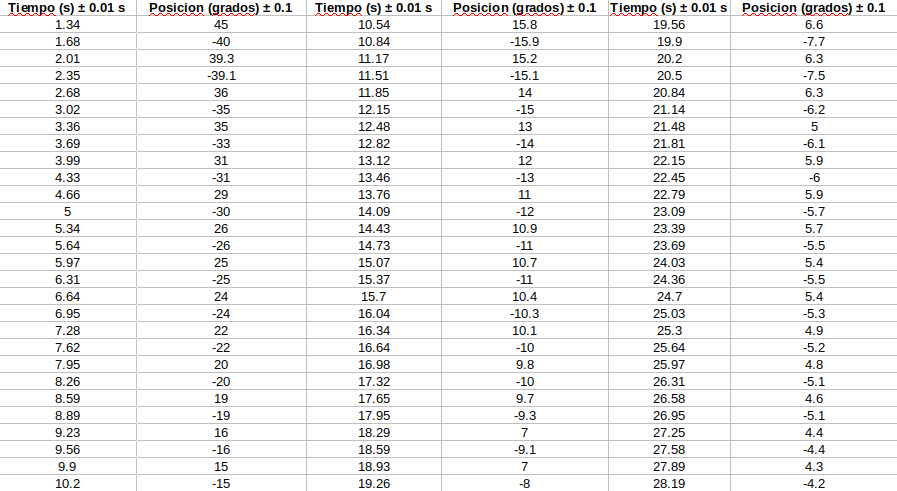 Tiempo (s) ± 0.01 s Posicion (grados) ± 0.1 Tiempo (s) ± 0.01 s Posicion (grados) ± 0.1 Tiempo (s) ± 0.01 s Posicion (grados) ± 0.1
1.34 45 10.54 15.8 19.56 6.6
1.68 -40 10.84 -15.9 19.9 -7.7
2.01 39.3 11.17 15.2 20.2 6.3
2.35 -39.1 11.51 -15.1 20.5 -7.5
2.68 36 11.85 14 20.84 6.3
3.02 -35 12.15 -15 21.14 -6.2
3.36 35 12.48 13 21.48 5
3.69 -33 12.82 -14 21.81 -6.1
3.99 31 13.12 12 22.15 5.9
4.33 -31 13.46 -13 22.45 -6
4.66 29 13.76 11 22.79 5.9
5 -30 14.09 -12 23.09 -5.7
5.34 26 14.43 10.9 23.39 5.7
5.64 -26 14.73 -11 23.69 -5.5
5.97 25 15.07 10.7 24.03 5.4
6.31 -25 15.37 -11 24.36 -5.5
6.64 24 15.7 10.4 24.7 5.4
6.95 -24 16.04 -10.3 25.03 -5.3
7.28 22 16.34 10.1 25.3 4.9
7.62 -22 16.64 -10 25.64 -5.2
7.95 20 16.98 9.8 25.97 4.8
8.26 -20 17.32 -10 26.31 -5.1
8.59 19 17.65 9.7 26.58 4.6
8.89 -19 17.95 -9.3 26.95 -5.1
9.23 16 18.29 7 27.25 4.4
9.56 -16 18.59 -9.1 27.58 -4.4
9.9 15 18.93 7 27.89 4.3
10.2 -15 19.26 -8 28.19 -4.2